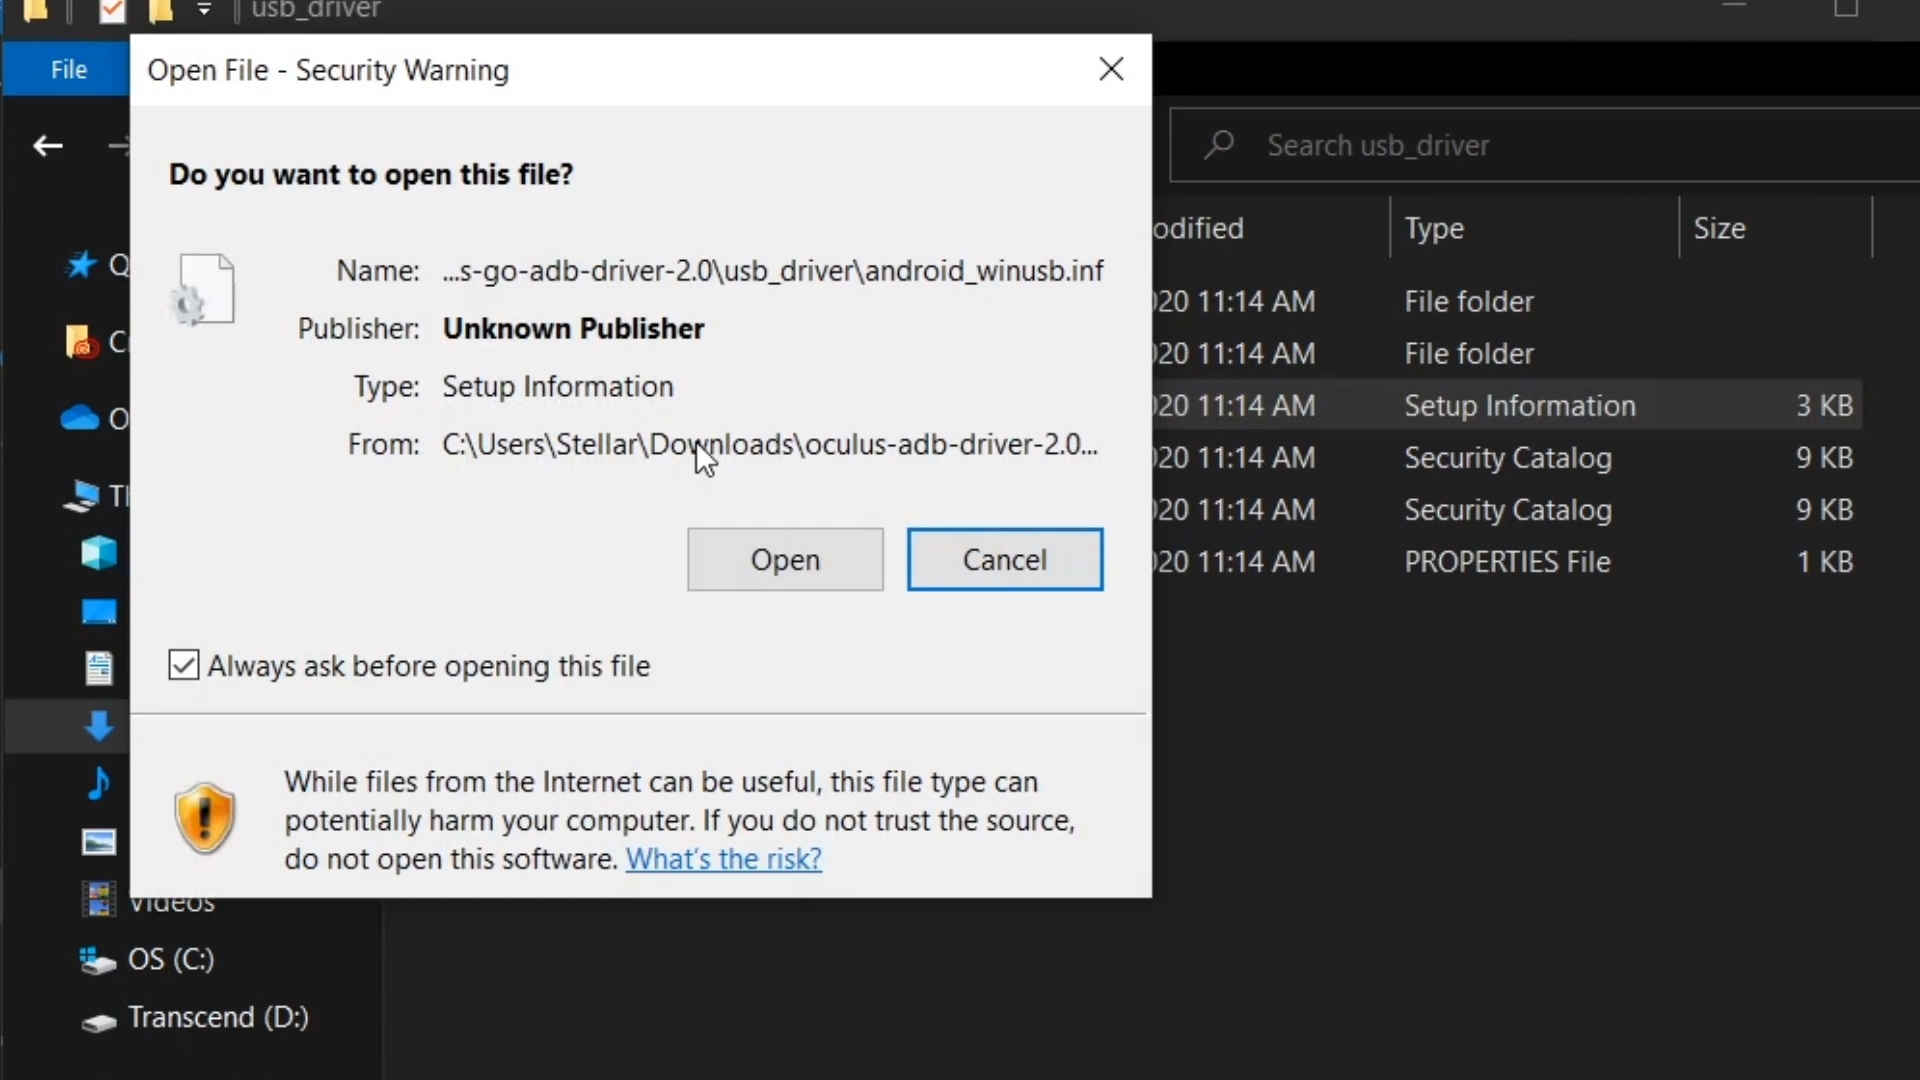 usb_driver
File
Open File - Security Warning
Search usb_driver
Do you want to open this file?
Name: ...s-go-adb-driver-2.0\usb_driver\android_winusb.inf
Publisher: Unknown Publisher
Type: Setup Information
From: C:\Users\Stellar\Downloads\oculus-adb-driver-2.0...
Open
Cancel
Always ask before opening this file
While files from the Internet can be useful, this file type can
potentially harm your computer. If you do not trust the source,
do not open this software. What's the risk?
odified Type Size
020 11:14 AM File folder
020 11:14 AM File folder
020 11:14 AM Setup Information 3 KB
020 11:14 AM Security Catalog 9 KB
020 11:14 AM Security Catalog 9 KB
020 11:14 AM PROPERTIES File 1 KB
Q
Cr
O
Th
Videos
OS (C:)
Transcend (D:)